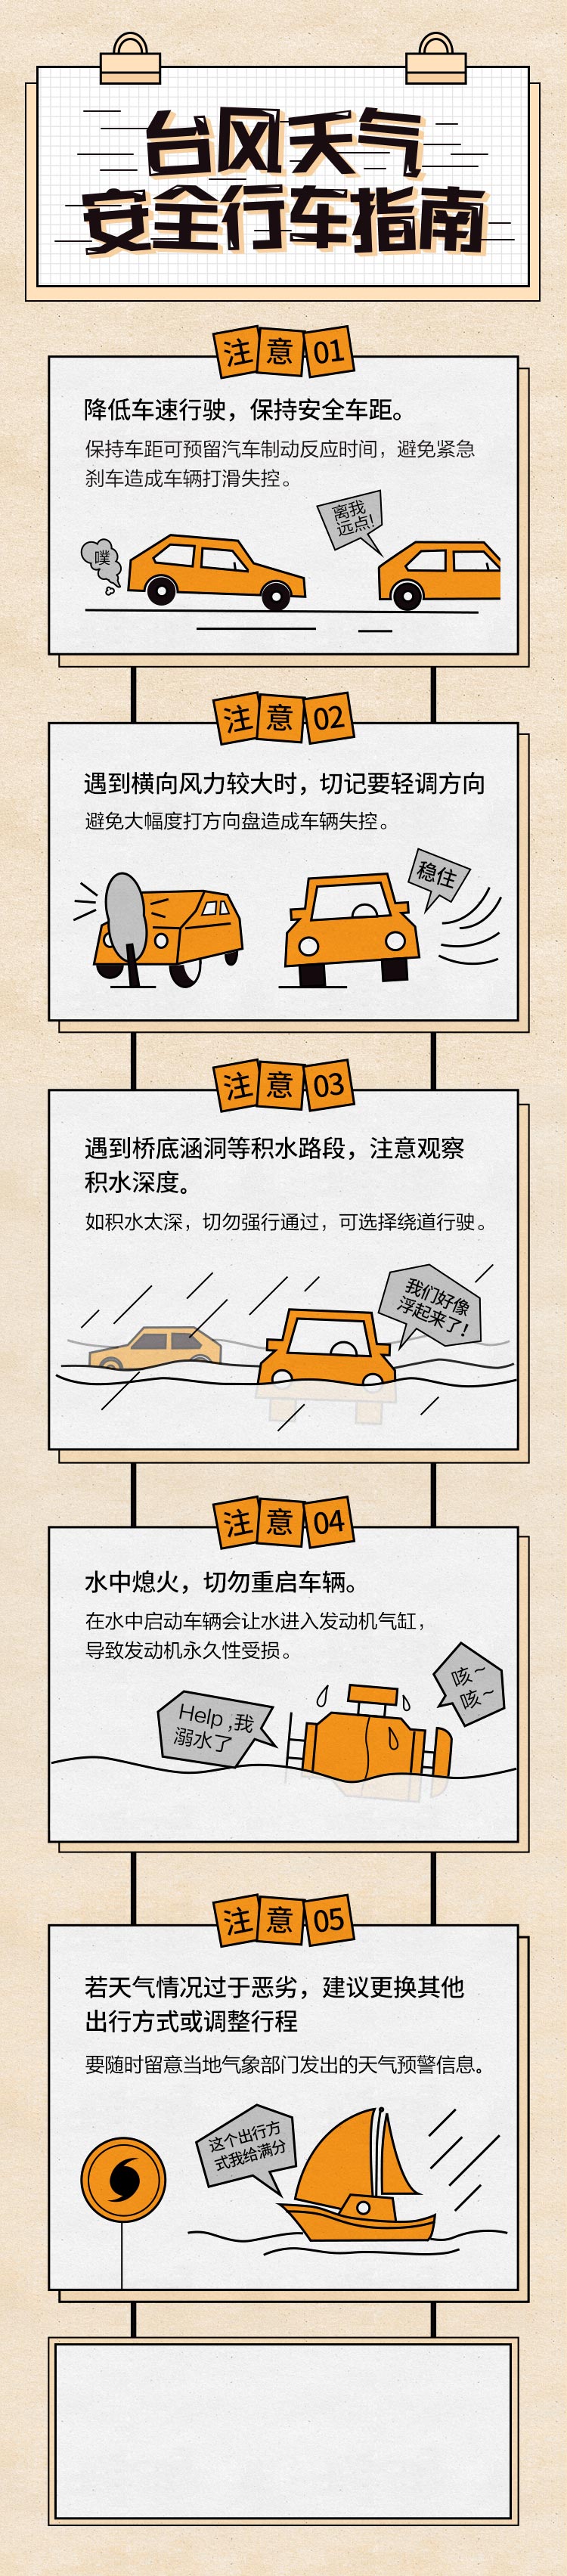 台风天气
安全行车指南
注意01
降低车速行驶，保持安全车距。
保持车距可预留汽车制动反应时间，避免紧急
刹车造成车辆打滑失控。
离我
远点!
噗
注意02
遇到横向风力较大时，切记要轻调方向
避免大幅度打方向盘造成车辆失控。
稳住
注意03
遇到桥底涵洞等积水路段，注意观察
积水深度。
如积水太深，切勿强行通过，可选择绕道行驶。
我们好像
浮起来了!
注意04
水中熄火，切勿重启车辆。
在水中启动车辆会让水进入发动机气缸，
导致发动机永久性受损。
咳~
咳~
Help ,我
溺水了
注意05
若天气情况过于恶劣，建议更换其他
出行方式或调整行程
要随时留意当地气象部门发出的天气预警信息。
这个出行方
式我给满分